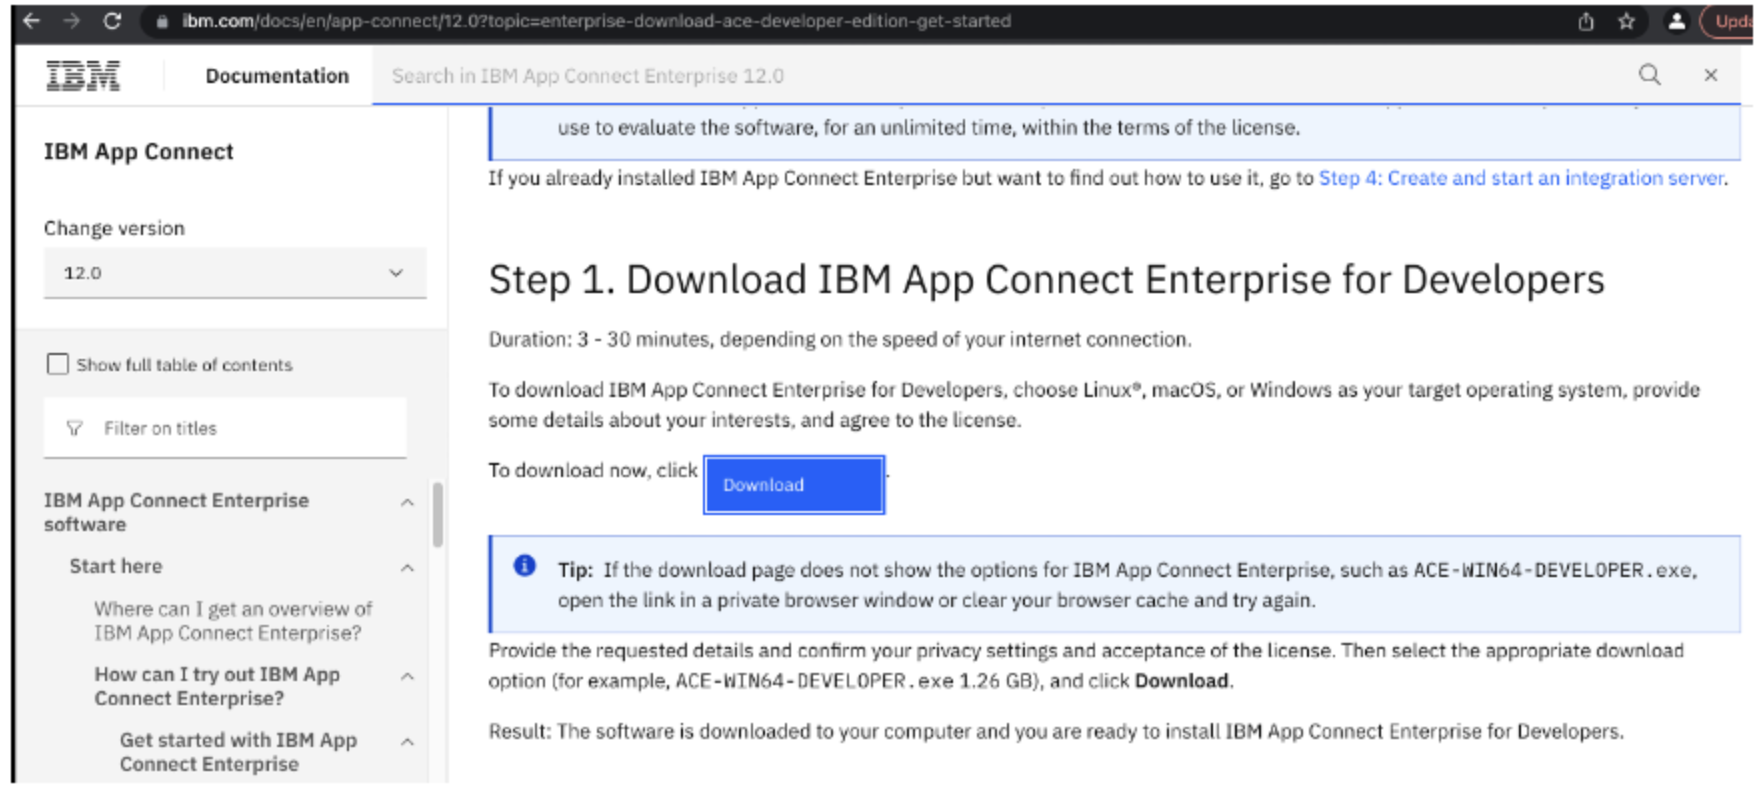 ibm.com/docs/en/app-connect/12.0?topic=enterprise-download-ace-developer-edition-get-started
IBM
Documentation
Search in IBM App Connect Enterprise 12.0
IBM App Connect
Change version
12.0
Show full table of contents
Filter on titles
IBM App Connect Enterprise
software
Start here
Where can I get an overview of
IBM App Connect Enterprise?
How can I try out IBM App
Connect Enterprise?
Get started with IBM App
Connect Enterprise
use to evaluate the software, for an unlimited time, within the terms of the license.
If you already installed IBM App Connect Enterprise but want to find out how to use it, go to Step 4: Create and start an integration server.
Step 1. Download IBM App Connect Enterprise for Developers
Duration: 3 - 30 minutes, depending on the speed of your internet connection.
To download IBM App Connect Enterprise for Developers, choose Linux®, macOS, or Windows as your target operating system, provide
some details about your interests, and agree to the license.
To download now, click Download.
Tip: If the download page does not show the options for IBM App Connect Enterprise, such as ACE-WIN64-DEVELOPER.exe,
open the link in a private browser window or clear your browser cache and try again.
Provide the requested details and confirm your privacy settings and acceptance of the license. Then select the appropriate download
option (for example, ACE-WIN64-DEVELOPER.exe 1.26 GB), and click Download.
Result: The software is downloaded to your computer and you are ready to install IBM App Connect Enterprise for Developers.